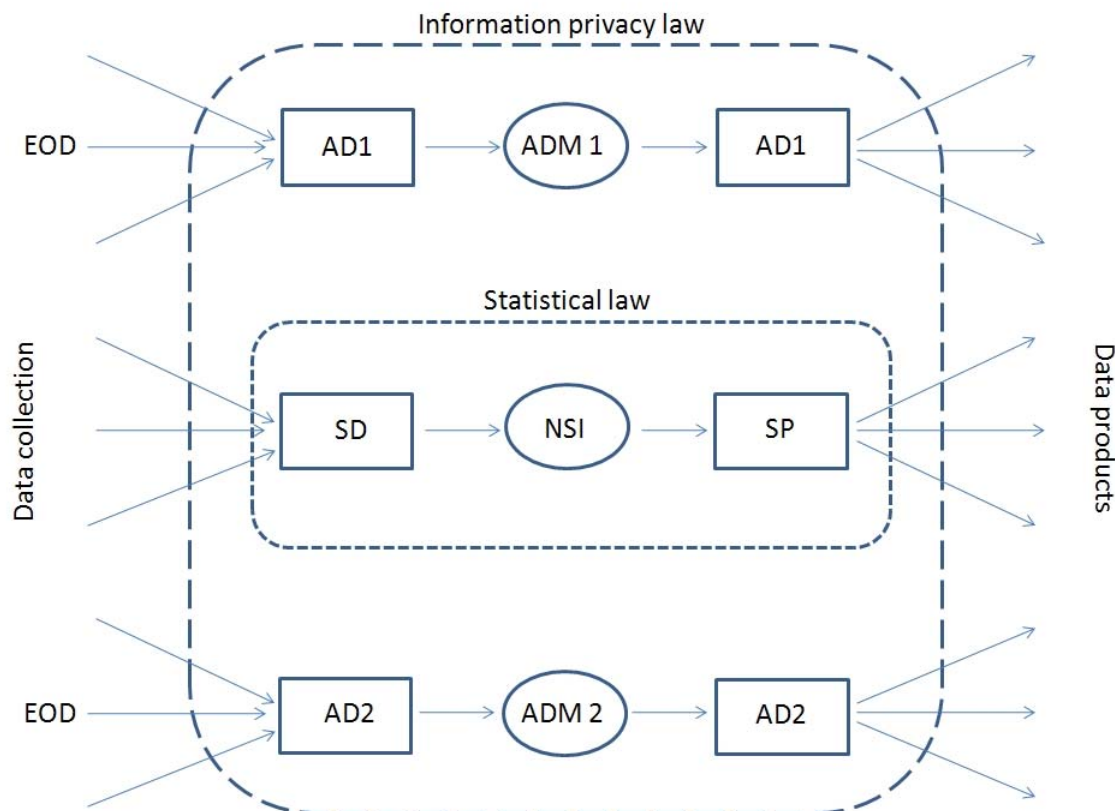 Information privacy law
EOD
AD1
ADM 1
AD1
Statistical law
Data collection
SD
NSI
SP
Data products
EOD
AD2
ADM 2
AD2